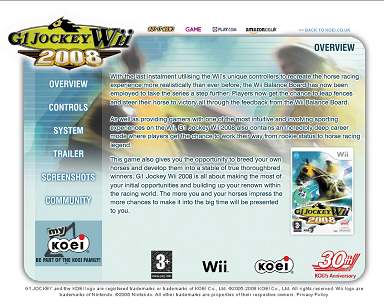 G1 JOCKEY Wii
2008
GAME
PLAY.COM
amazon.co.uk
<< BACK TO KOEI.CO.UK
OVERVIEW
OVERVIEW
CONTROLS
SYSTEM
TRAILER
SCREENSHOTS
COMMUNITY
With the last instalment utilising the Wii's unique controllers to create the horse racing
experience more realistically than ever before, the Wii Balance Board has now been
employed to take the series a step further. Players now get the chance to leap fences
and steer their horse to victory, all through the feedback from the Wii Balance Board.
As well as providing gamers with one of the most intuitive and involving sporting
experiences on the Wii, G1 Jockey Wii 2008 also contains an incredibly deep career
mode where players get the chance to work their way from rookie status to horse racing
legend.
This game also gives you the opportunity to breed your own
horses and develop them into a stable of true thoroughbred
winners. G1 Jockey Wii 2008 is all about making the most of
your initial opportunities and building up your renown within
the racing world. The more you and your horses impress the
more chances to make it into the big time will be presented
to you.
Wii
G1 JOCKEY Wii
2008
my
KOEI
BE PART OF THE KOEI FAMILY!
3+
www.pegi.info
Wii
KOEI
30th
KOEI's Anniversary
G1 JOCKEY and the KOEI logo are registered trademarks or trademarks of KOEI Co., Ltd. ©2005-2008 KOEI Co., Ltd. All rights reserved. Wii logo are
trademarks of Nintendo. ©2006 Nintendo. All other trademarks are properties of their respective owners. Privacy Policy